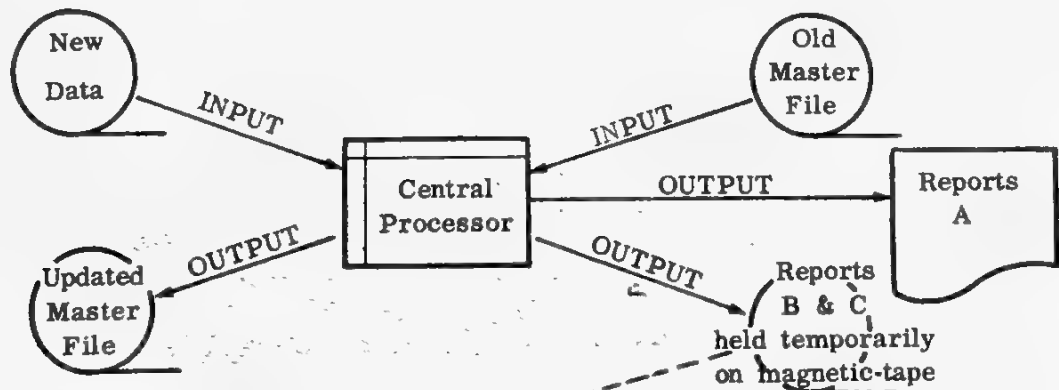 New
Data
INPUT
Old
Master
File
INPUT
Central
Processor
OUTPUT
Reports
A
OUTPUT
Updated
Master
File
OUTPUT
Reports
B & C
held temporarily
on magnetic-tape